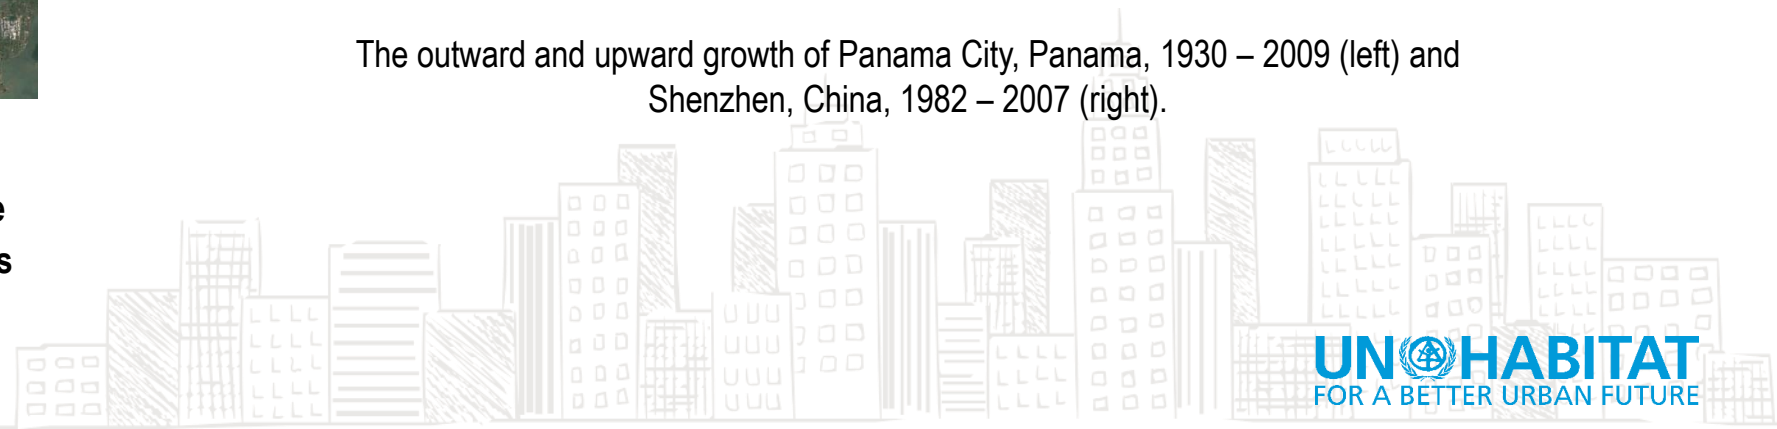 The outward and upward growth of Panama City, Panama, 1930 – 2009 (left) and
Shenzhen, China, 1982 – 2007 (right).
UN HABITAT
FOR A BETTER URBAN FUTURE